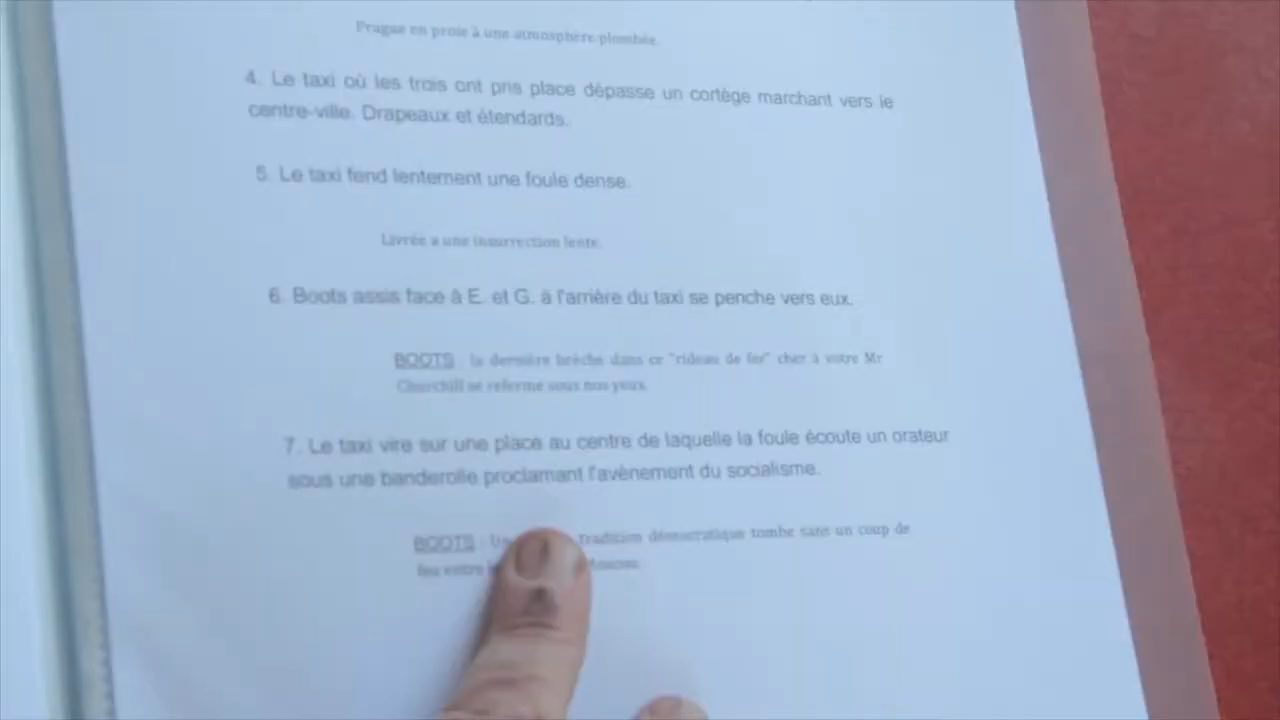 Prague en proie à une atmosphère plombée.
4. Le taxi où les trois ont pris place dépasse un cortège marchant vers le
centre-ville. Drapeaux et étendards.
5. Le taxi fend lentement une foule dense.
Livrée à une insurrection lente.
6. Boots assis face à E. et G. à l'arrière du taxi se penche vers eux.
BOOTS : la dernière brèche dans ce "rideau de fer" cher à votre Mr
Churchill se referme sous nos yeux.
7. Le taxi vire sur une place au centre de laquelle la foule écoute un orateur
sous une banderolle proclamant l'avènement du socialisme.
BOOTS : tradition démocratique tombe sans un coup de
feu entre